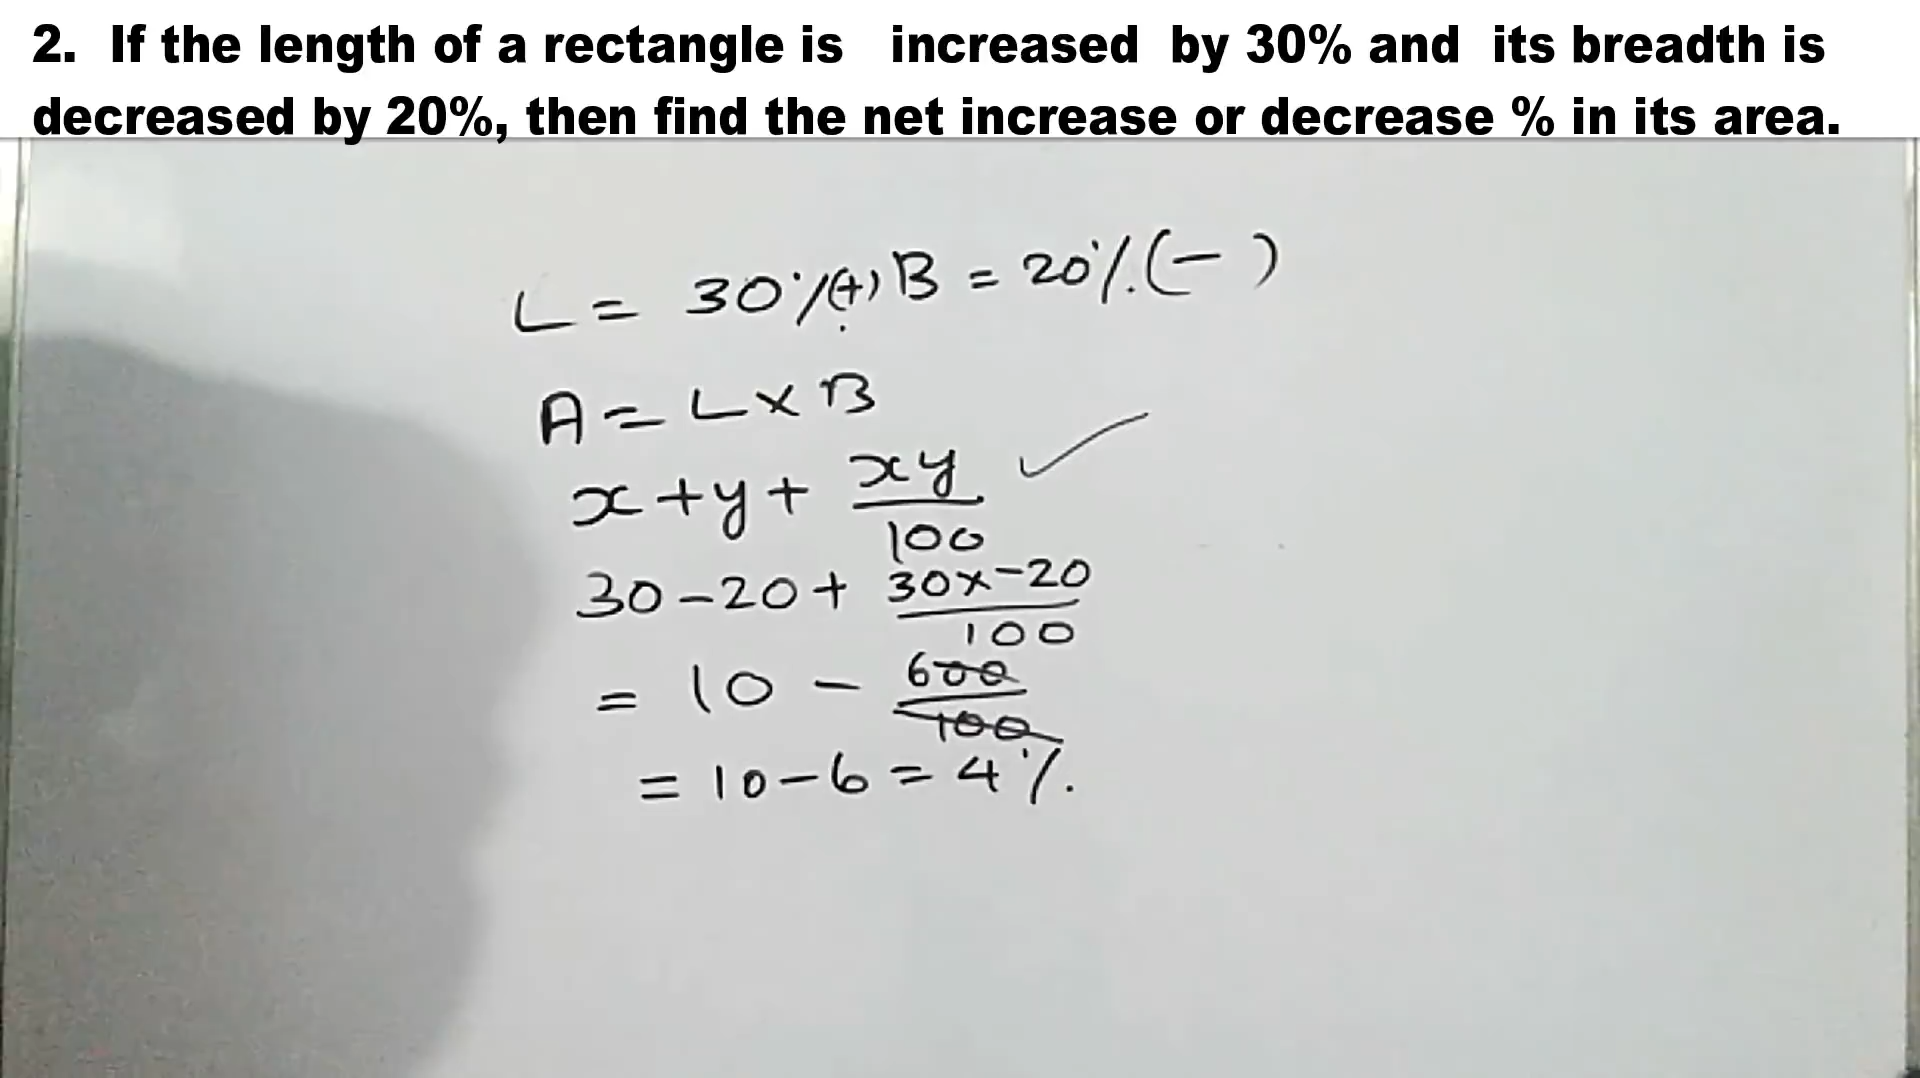 2. If the length of a rectangle is increased by 30% and its breadth is
decreased by 20%, then find the net increase or decrease % in its area.
L = 30%(+) B = 20%(-)
A = L × B
x + y + xy/100
30 - 20 + 30 × -20/100
= 10 - 600/100
= 10 - 6 = 4%.